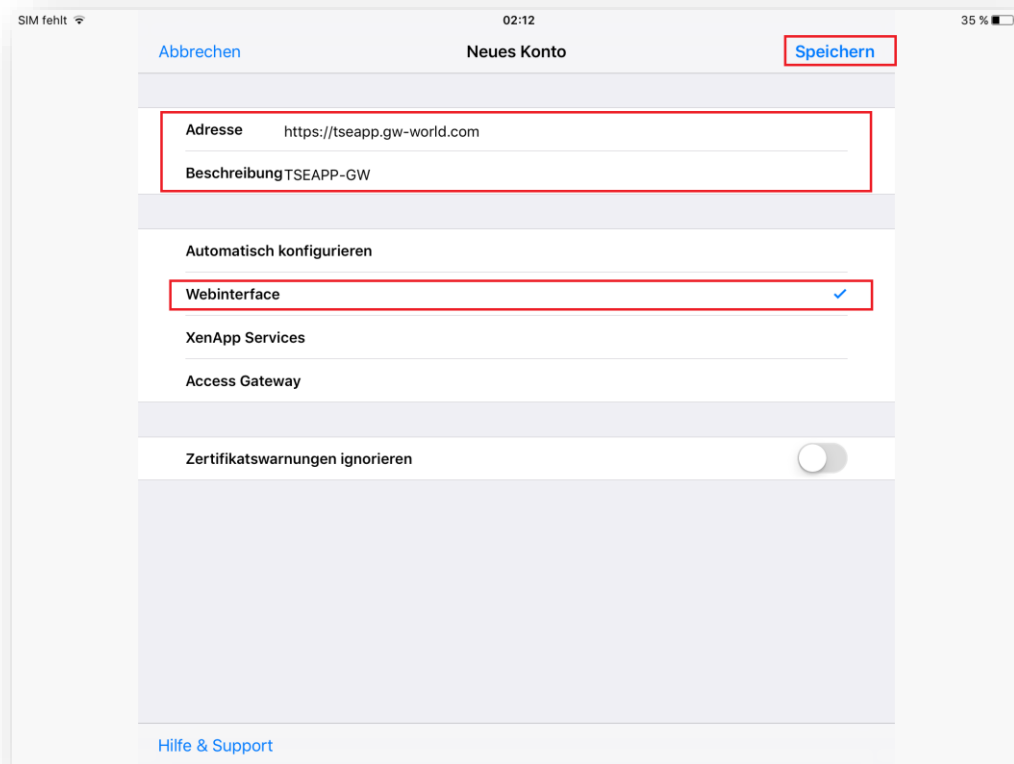 SIM fehlt 02:12 35 %
Abbrechen Neues Konto Speichern
Adresse https://tseapp.gw-world.com
Beschreibung TSEAPP-GW
Automatisch konfigurieren
Webinterface
XenApp Services
Access Gateway
Zertifikatswarnungen ignorieren
Hilfe & Support